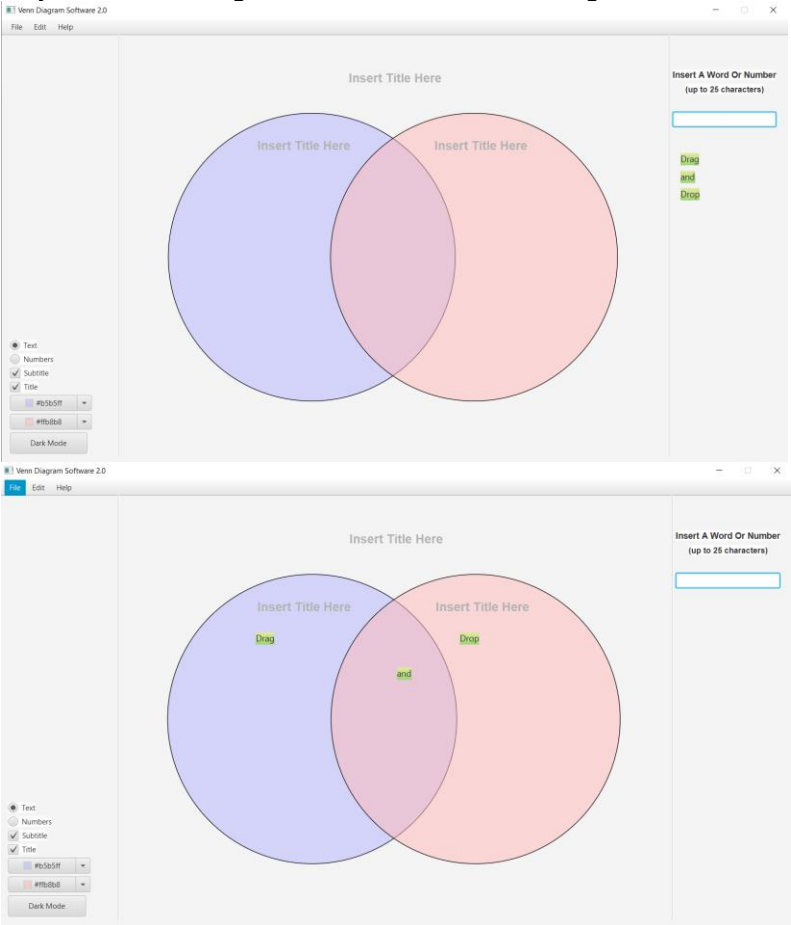 Venn Diagram Software 2.0
File Edit Help
Insert Title Here
Insert A Word Or Number
(up to 25 characters)
Insert Title Here Insert Title Here
Drag
and
Drop
Text
Numbers
Subtitle
Title
#b5b5ff
#ffb8b8
Dark Mode
Venn Diagram Software 2.0
File Edit Help
Insert Title Here
Insert A Word Or Number
(up to 25 characters)
Insert Title Here Insert Title Here
Drag Drop
and
Text
Numbers
Subtitle
Title
#b5b5ff
#ffb8b8
Dark Mode